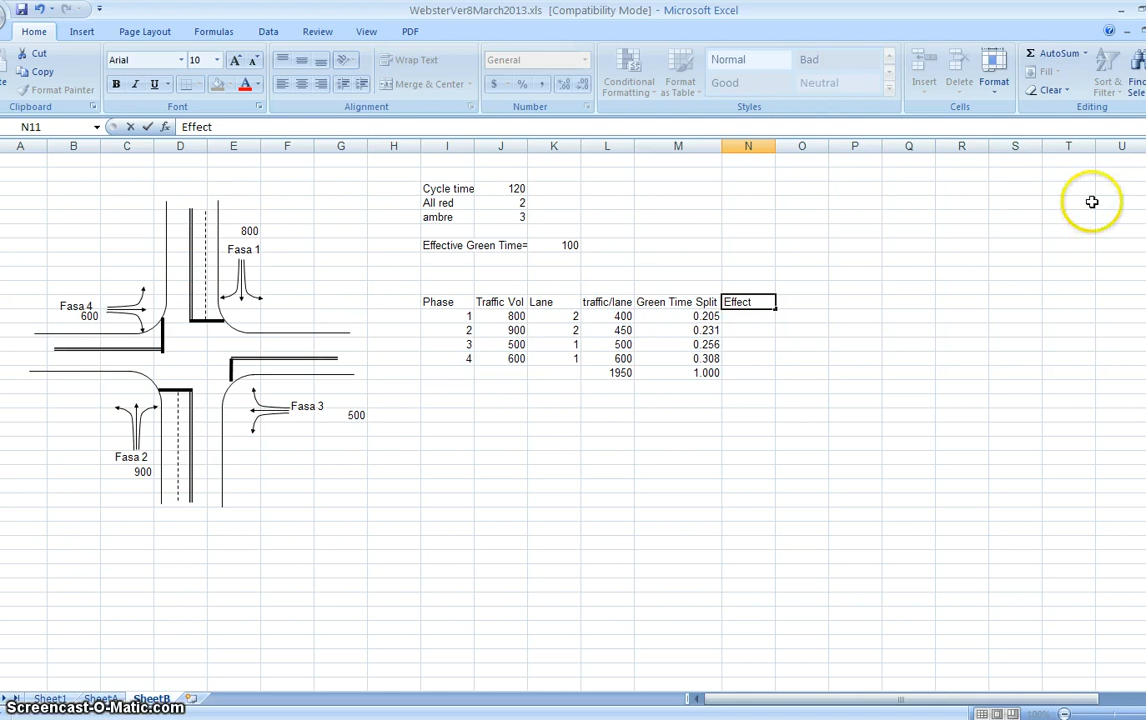 WebsterVer8March2013.xls [Compatibility Mode] - Microsoft Excel
Home Insert Page Layout Formulas Data Review View PDF
Cut
Copy
Format Painter
Clipboard
Arial 10
B I U
Font
Wrap Text
Merge & Center
Alignment
General
$ % ,
Number
Conditional Formatting
Format as Table
Normal Bad
Good Neutral
Styles
Insert Delete Format
Cells
AutoSum
Fill
Clear
Sort & Filter
Editing
N11 fx Effect
A B C D E F G H I J K L M N O P Q R S T U
Cycle time 120
All red 2
ambre 3
Effective Green Time= 100
800
Fasa 1
Fasa 4
600
Phase Traffic Vol Lane traffic/lane Green Time Split Effect
1 800 2 400 0.205
2 900 2 450 0.231
3 500 1 500 0.256
4 600 1 600 0.308
1950 1.000
Fasa 3
500
Fasa 2
900
Sheet1 SheetA SheetB
Screencast-O-Matic.com
100%